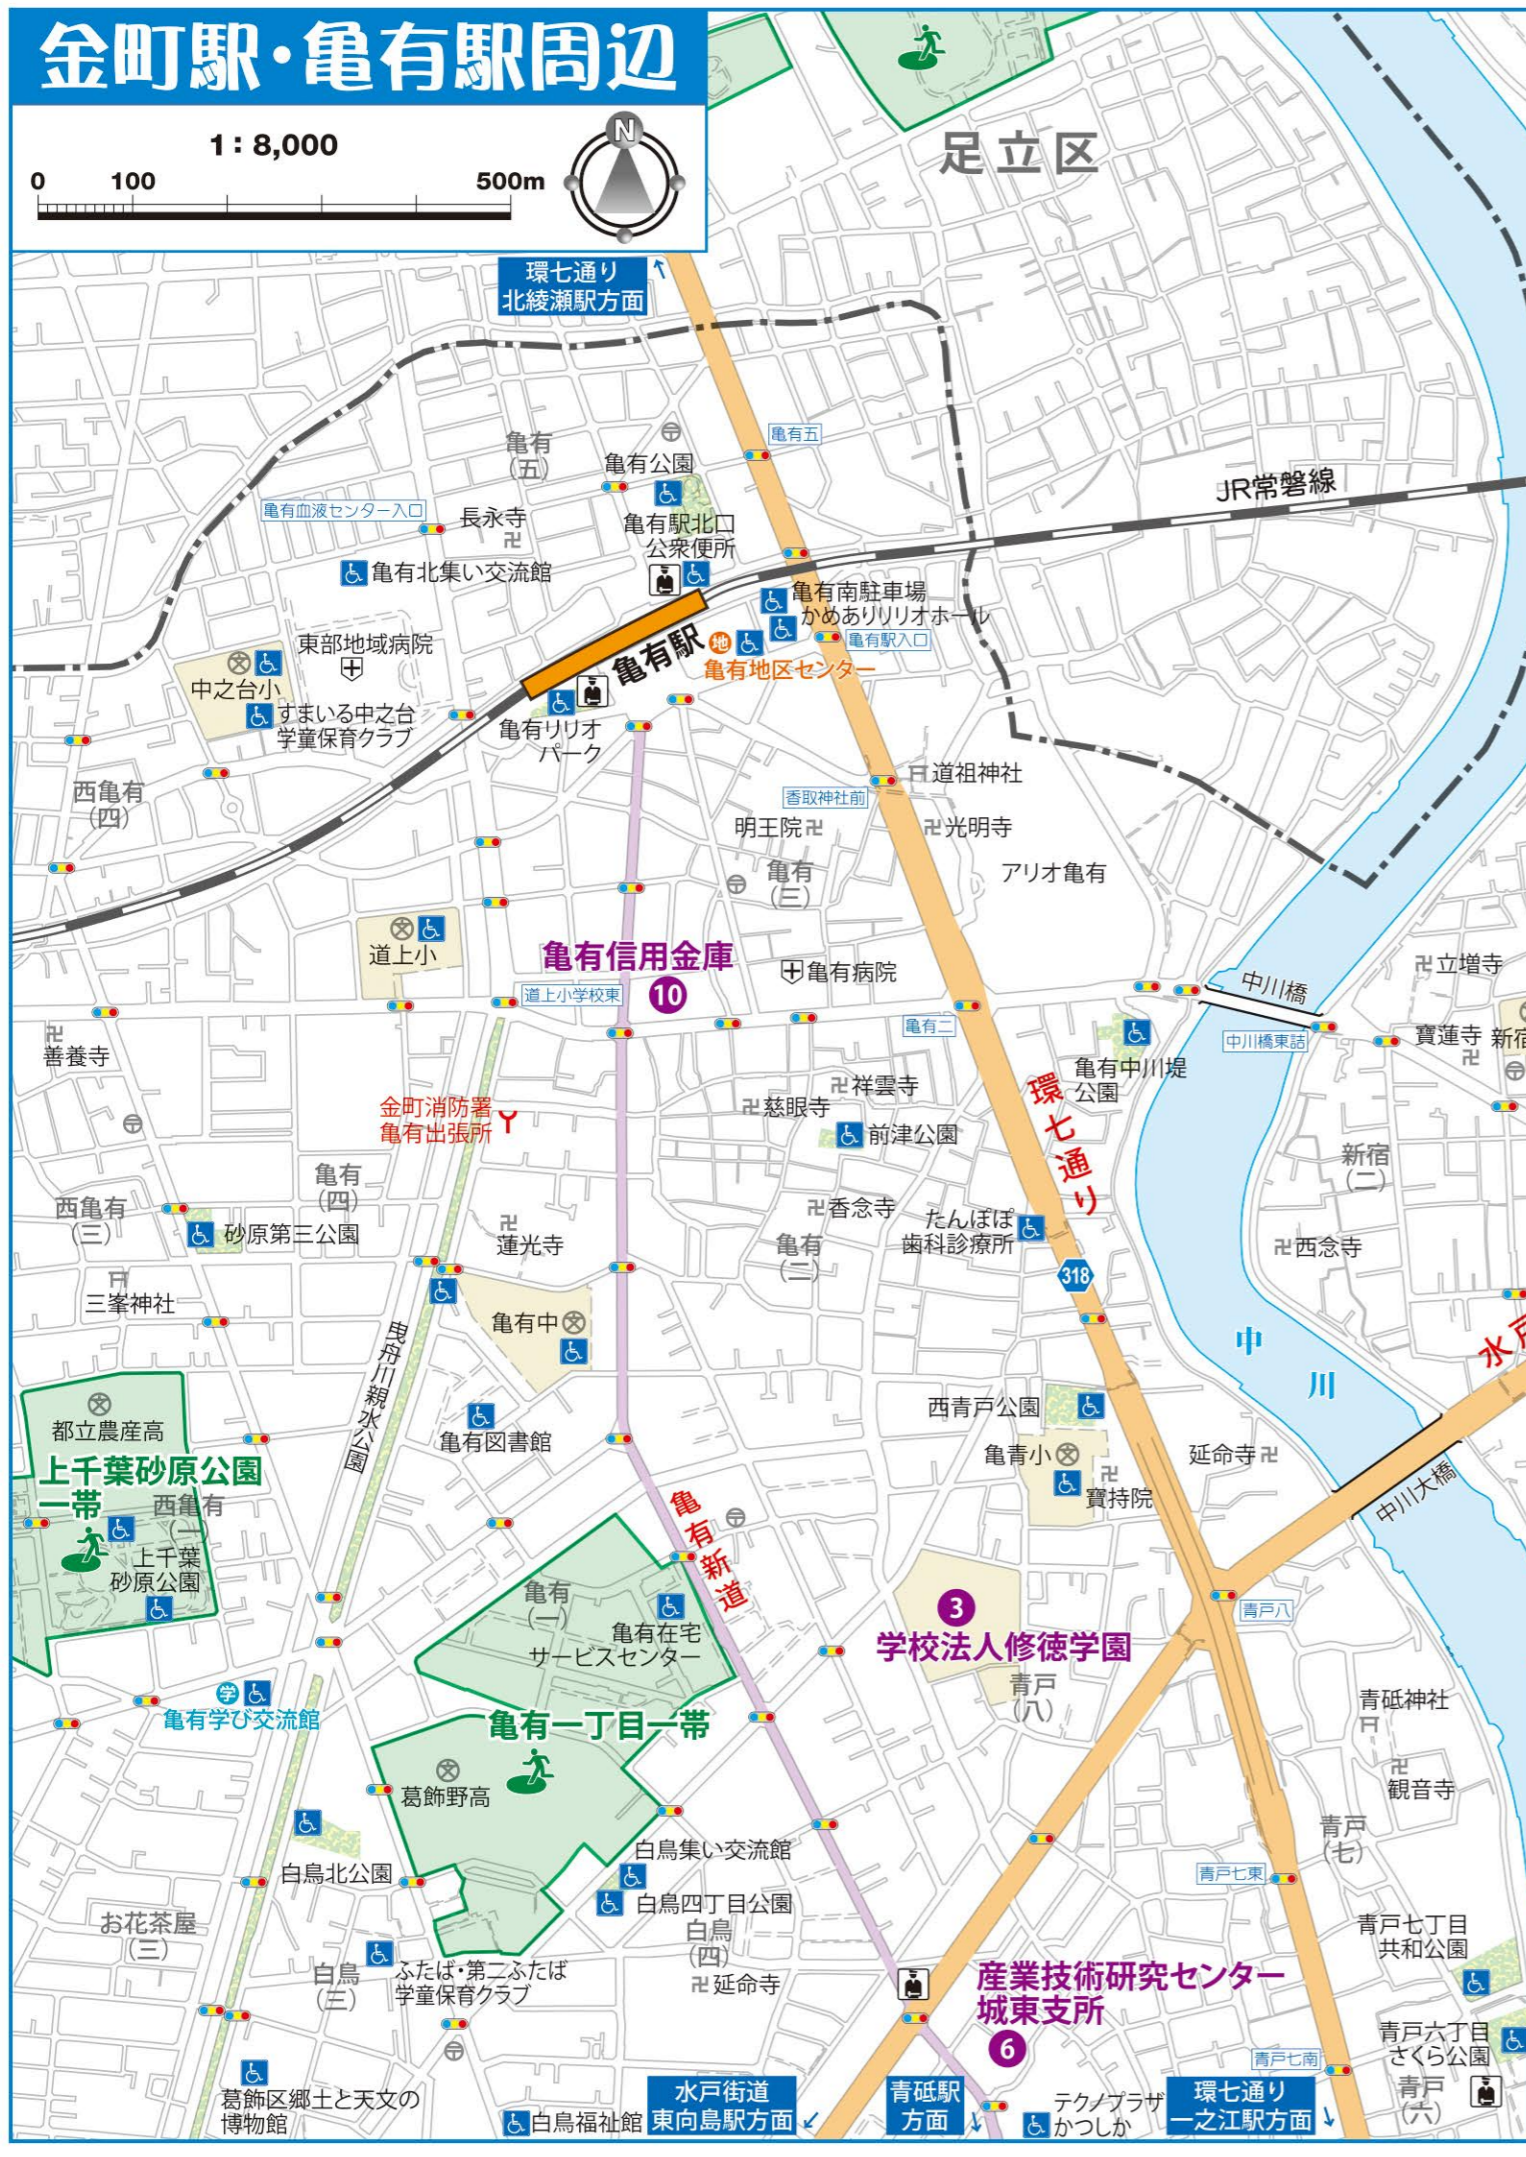 金町駅・亀有駅周辺
1：8,000
0 100 500m
N
足立区
環七通り
北綾瀬駅方面
亀有
(五)
亀有公園
亀有五
JR常磐線
亀有血液センター入口
長永寺
亀有駅北口
公衆便所
亀有北集い交流館
亀有南駐車場
かめありリリオホール
亀有駅入口
東部地域病院
亀有駅
地
亀有地区センター
中之台小
すまいる中之台
学童保育クラブ
亀有リリオ
パーク
西亀有
(四)
道祖神社
香取神社前
明王院
光明寺
亀有
(三)
アリオ亀有
道上小
亀有信用金庫
10
亀有病院
道上小学校東
亀有二
中川橋
立増寺
中川橋東詰
寶蓮寺
新宿
善養寺
亀有中川堤
公園
環七通り
祥雲寺
慈眼寺
前津公園
金町消防署
亀有出張所
新宿
(二)
亀有
(四)
西亀有
(三)
砂原第三公園
蓮光寺
香念寺
亀有
(二)
たんぽぽ
歯科診療所
西念寺
318
三峯神社
亀有中
曳舟川親水公園
中川
水戸
都立農産高
亀有図書館
西青戸公園
亀青小
寶持院
延命寺
中川大橋
上千葉砂原公園
一帯
西亀有
(一)
上千葉
砂原公園
亀有新道
亀有
(一)
亀有在宅
サービスセンター
3
学校法人修徳学園
青戸
(八)
青戸八
学
亀有学び交流館
亀有一丁目一帯
青砥神社
観音寺
葛飾野高
青戸
(七)
白鳥集い交流館
白鳥北公園
白鳥四丁目公園
青戸七東
お花茶屋
(三)
白鳥
(四)
延命寺
青戸七丁目
共和公園
白鳥
(三)
ふたば・第二ふたば
学童保育クラブ
産業技術研究センター
城東支所
6
青戸六丁目
さくら公園
青戸七南
青戸
(六)
葛飾区郷土と天文の
博物館
白鳥福祉館
水戸街道
東向島駅方面
青砥駅
方面
テクノプラザ
かつしか
環七通り
一之江駅方面